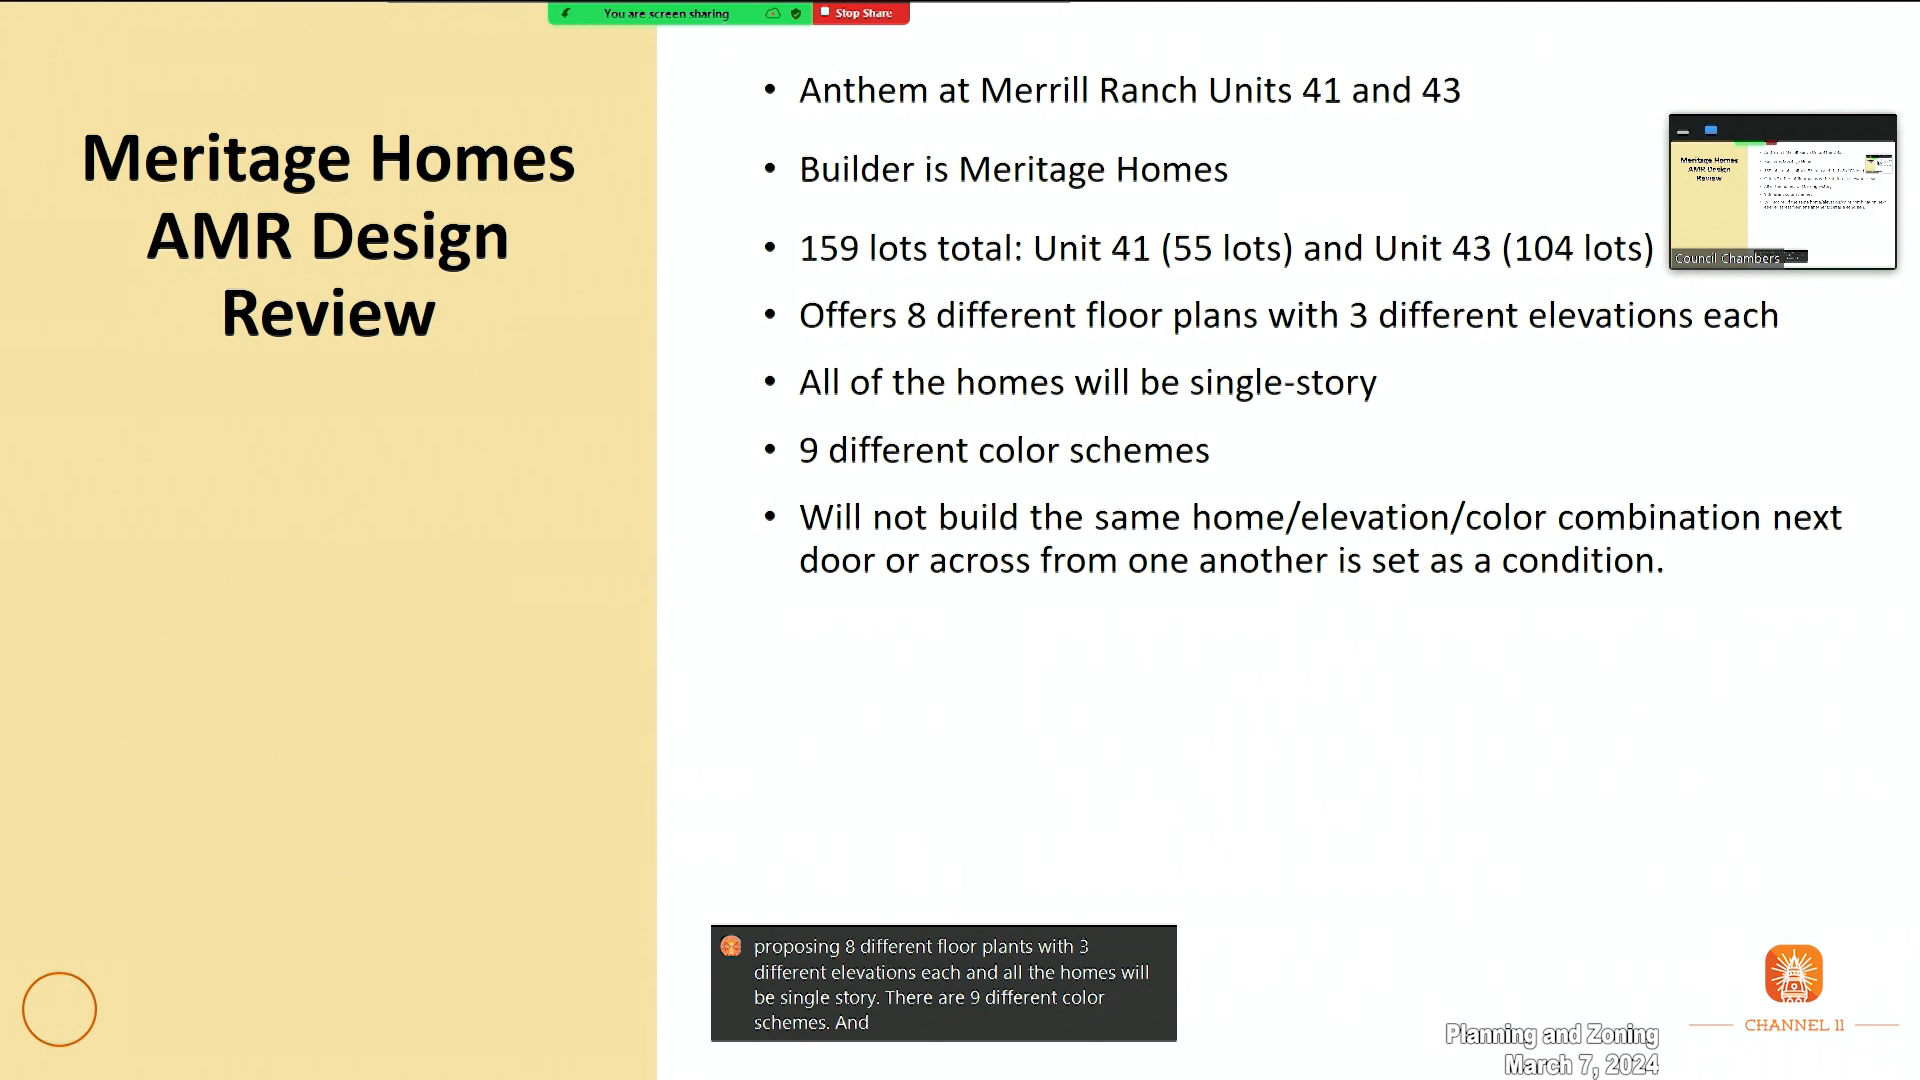 You are screen sharing
Stop Share
Meritage Homes
AMR Design
Review
• Anthem at Merrill Ranch Units 41 and 43
• Builder is Meritage Homes
• 159 lots total: Unit 41 (55 lots) and Unit 43 (104 lots)
• Offers 8 different floor plans with 3 different elevations each
• All of the homes will be single-story
• 9 different color schemes
• Will not build the same home/elevation/color combination next
door or across from one another is set as a condition.
Meritage Homes
AMR Design
Review
Council Chambers
proposing 8 different floor plants with 3
different elevations each and all the homes will
be single story. There are 9 different color
schemes. And
CHANNEL 11
Planning and Zoning
March 7, 2024